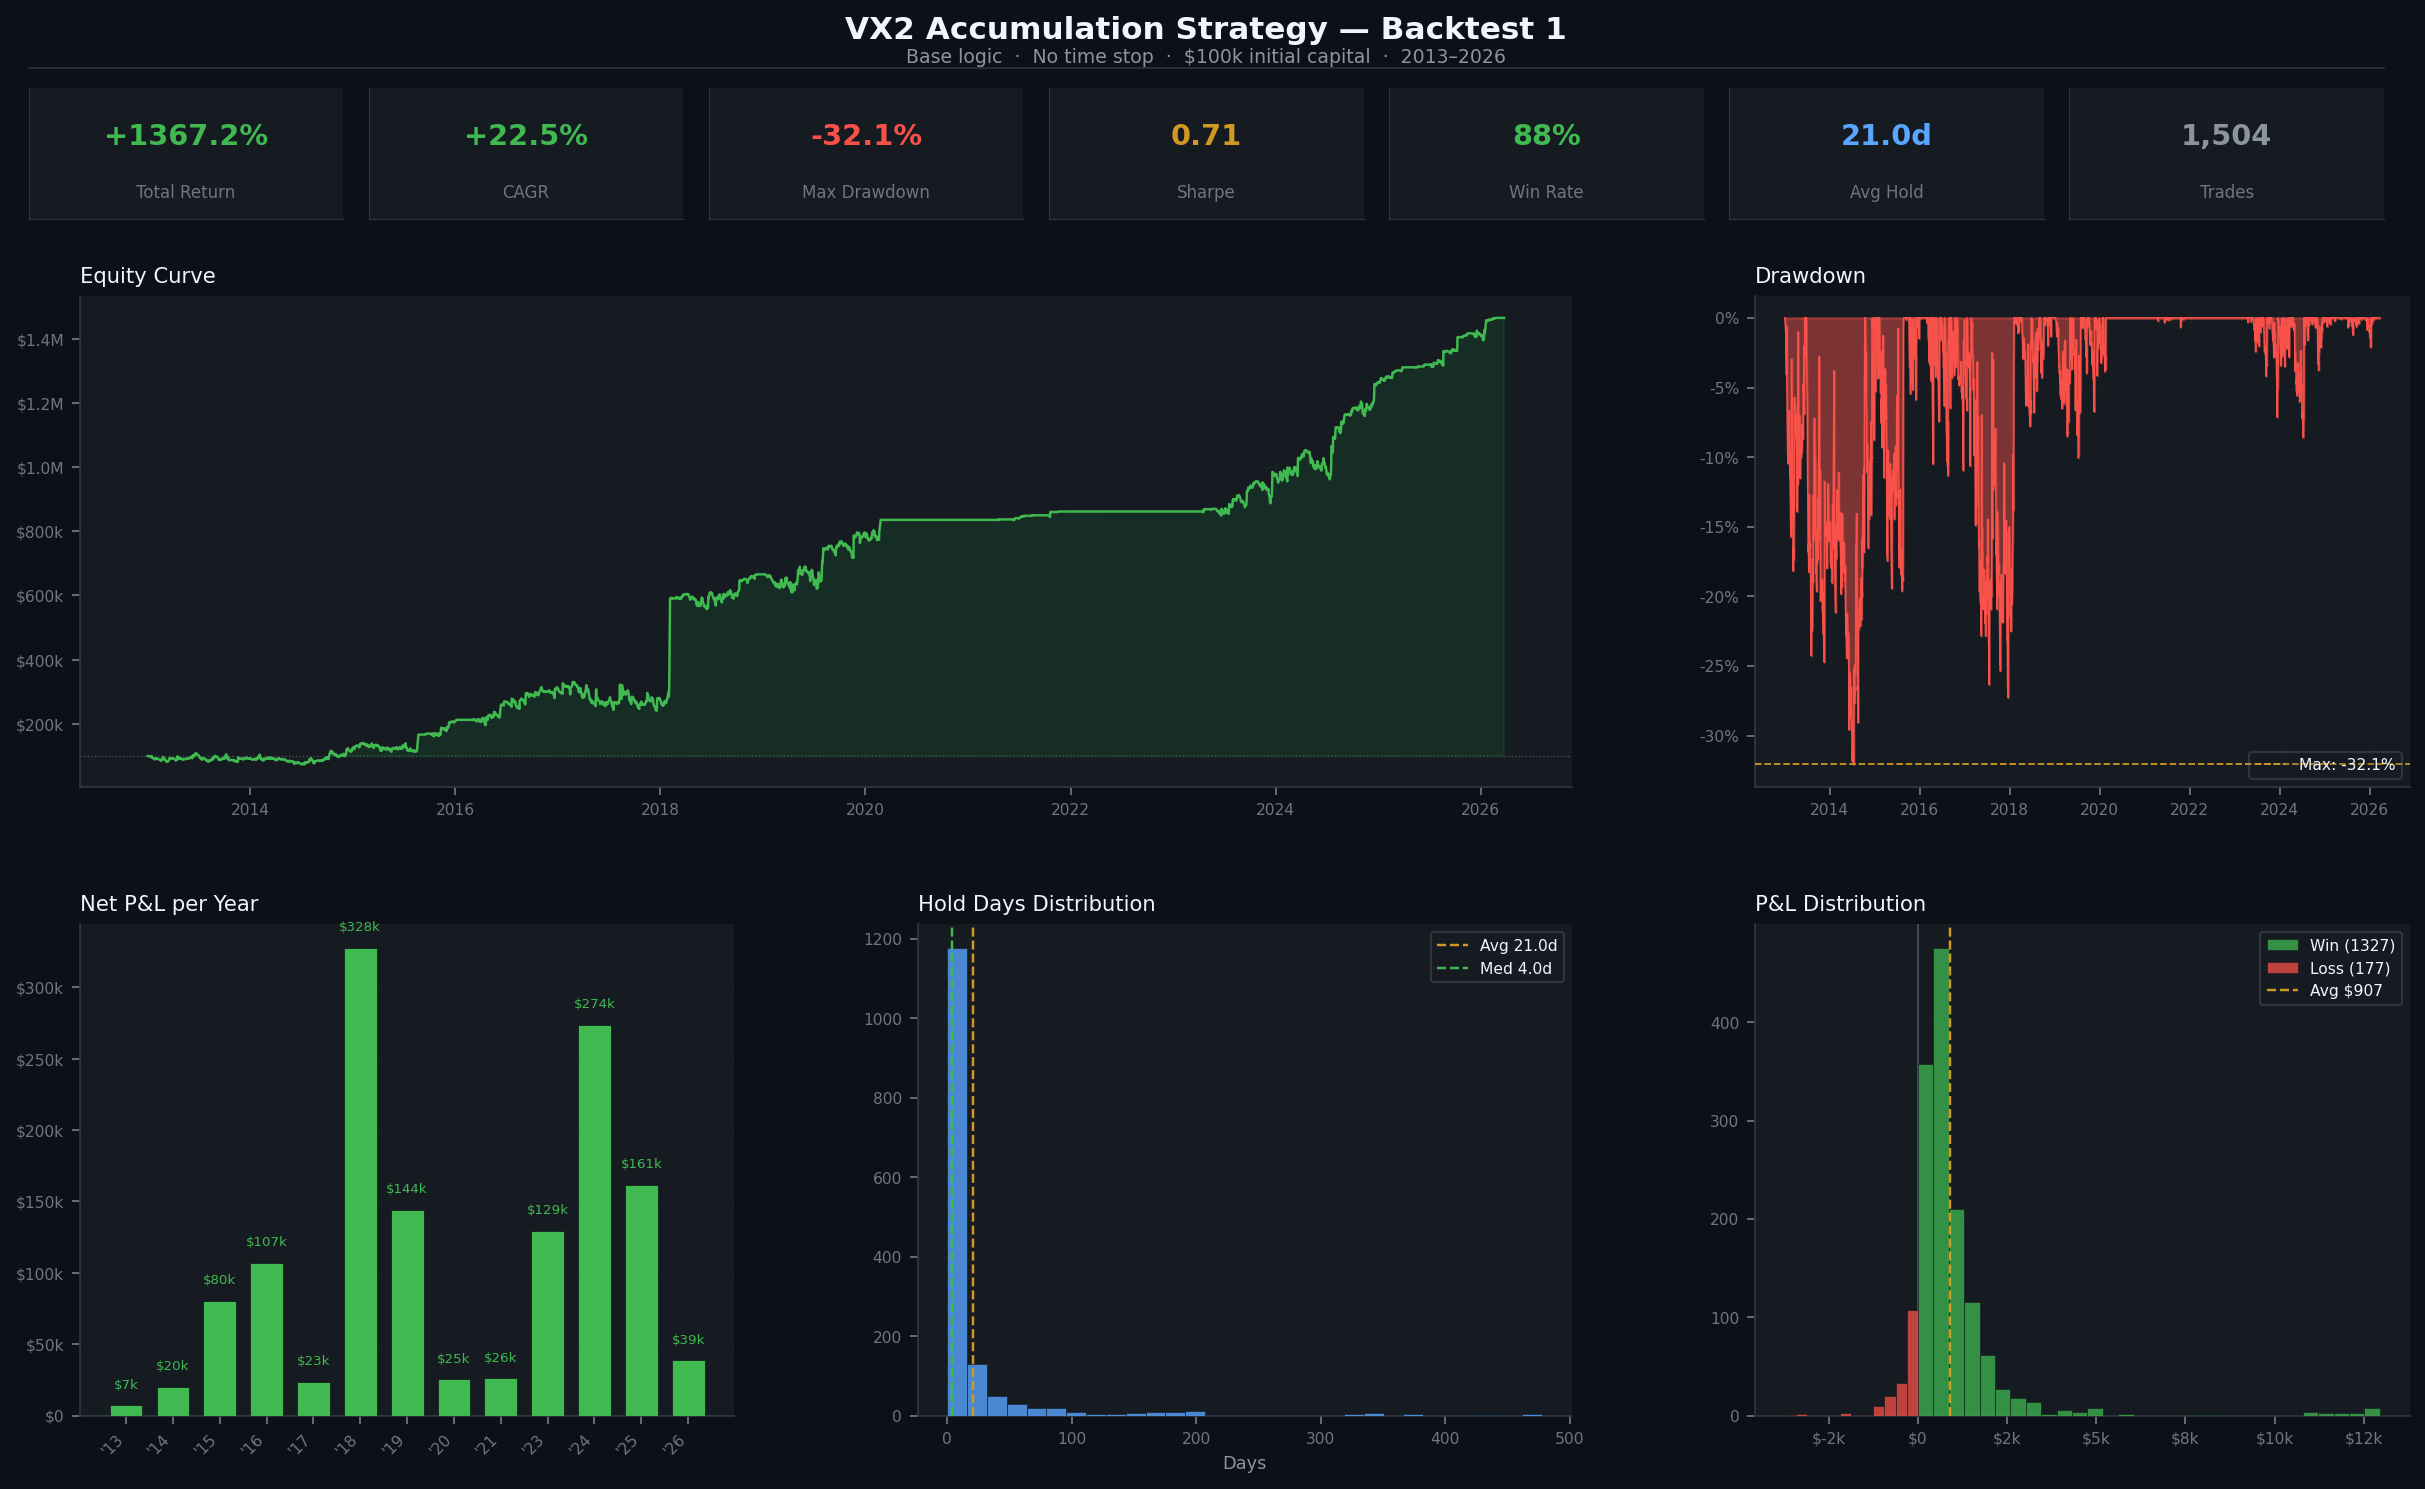 VX2 Accumulation Strategy — Backtest 1
Base logic · No time stop · $100k initial capital · 2013–2026
+1367.2%
Total Return
+22.5%
CAGR
-32.1%
Max Drawdown
0.71
Sharpe
88%
Win Rate
21.0d
Avg Hold
1,504
Trades
Equity Curve
$1.4M
$1.2M
$1.0M
$800k
$600k
$400k
$200k
2014 2016 2018 2020 2022 2024 2026
Drawdown
0%
-5%
-10%
-15%
-20%
-25%
-30%
Max: -32.1%
2014 2016 2018 2020 2022 2024 2026
Net P&L per Year
$300k
$250k
$200k
$150k
$100k
$50k
$0
$7k
$20k
$80k
$107k
$23k
$328k
$144k
$25k
$26k
$129k
$274k
$161k
$39k
'13 '14 '15 '16 '17 '18 '19 '20 '21 '23 '24 '25 '26
Hold Days Distribution
1200
1000
800
600
400
200
0
Avg 21.0d
Med 4.0d
0 100 200 300 400 500
Days
P&L Distribution
400
300
200
100
0
Win (1327)
Loss (177)
Avg $907
$-2k $0 $2k $5k $8k $10k $12k